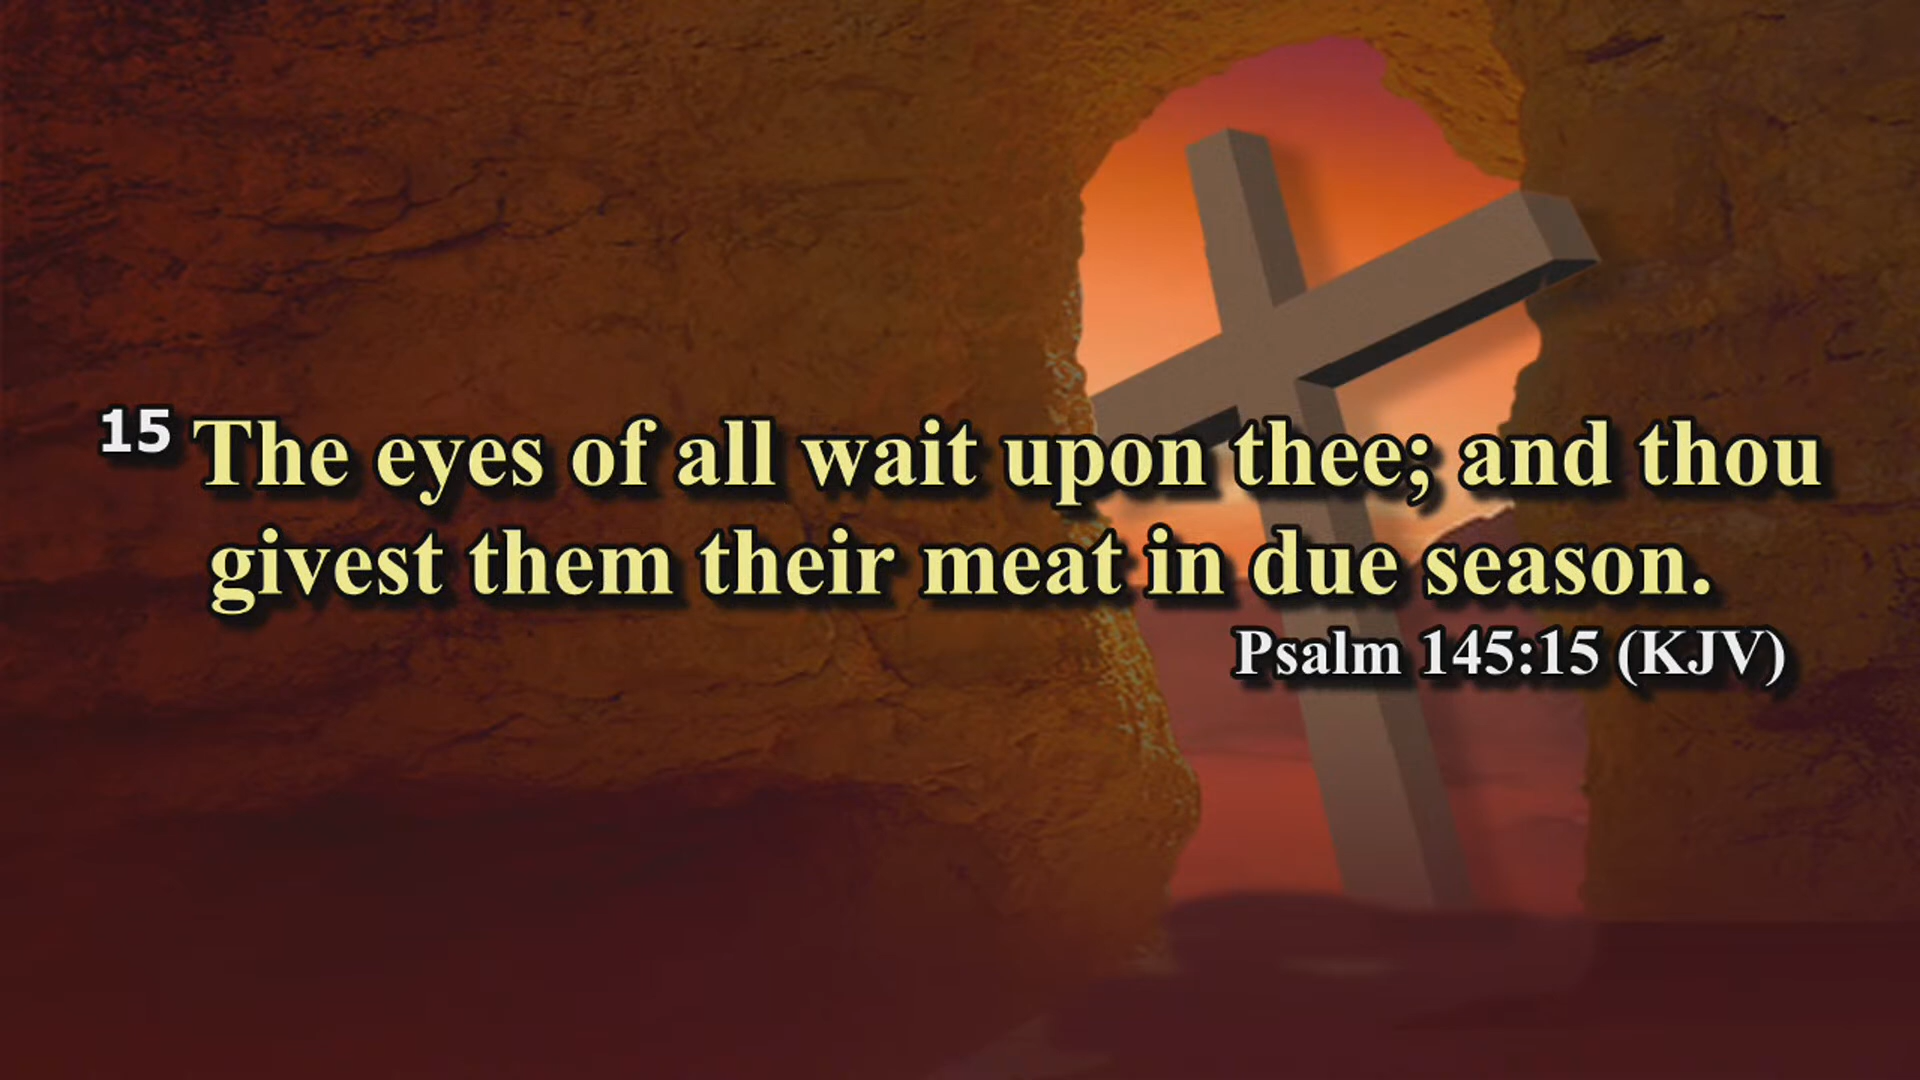 15 The eyes of all wait upon thee; and thou
givest them their meat in due season.
Psalm 145:15 (KJV)